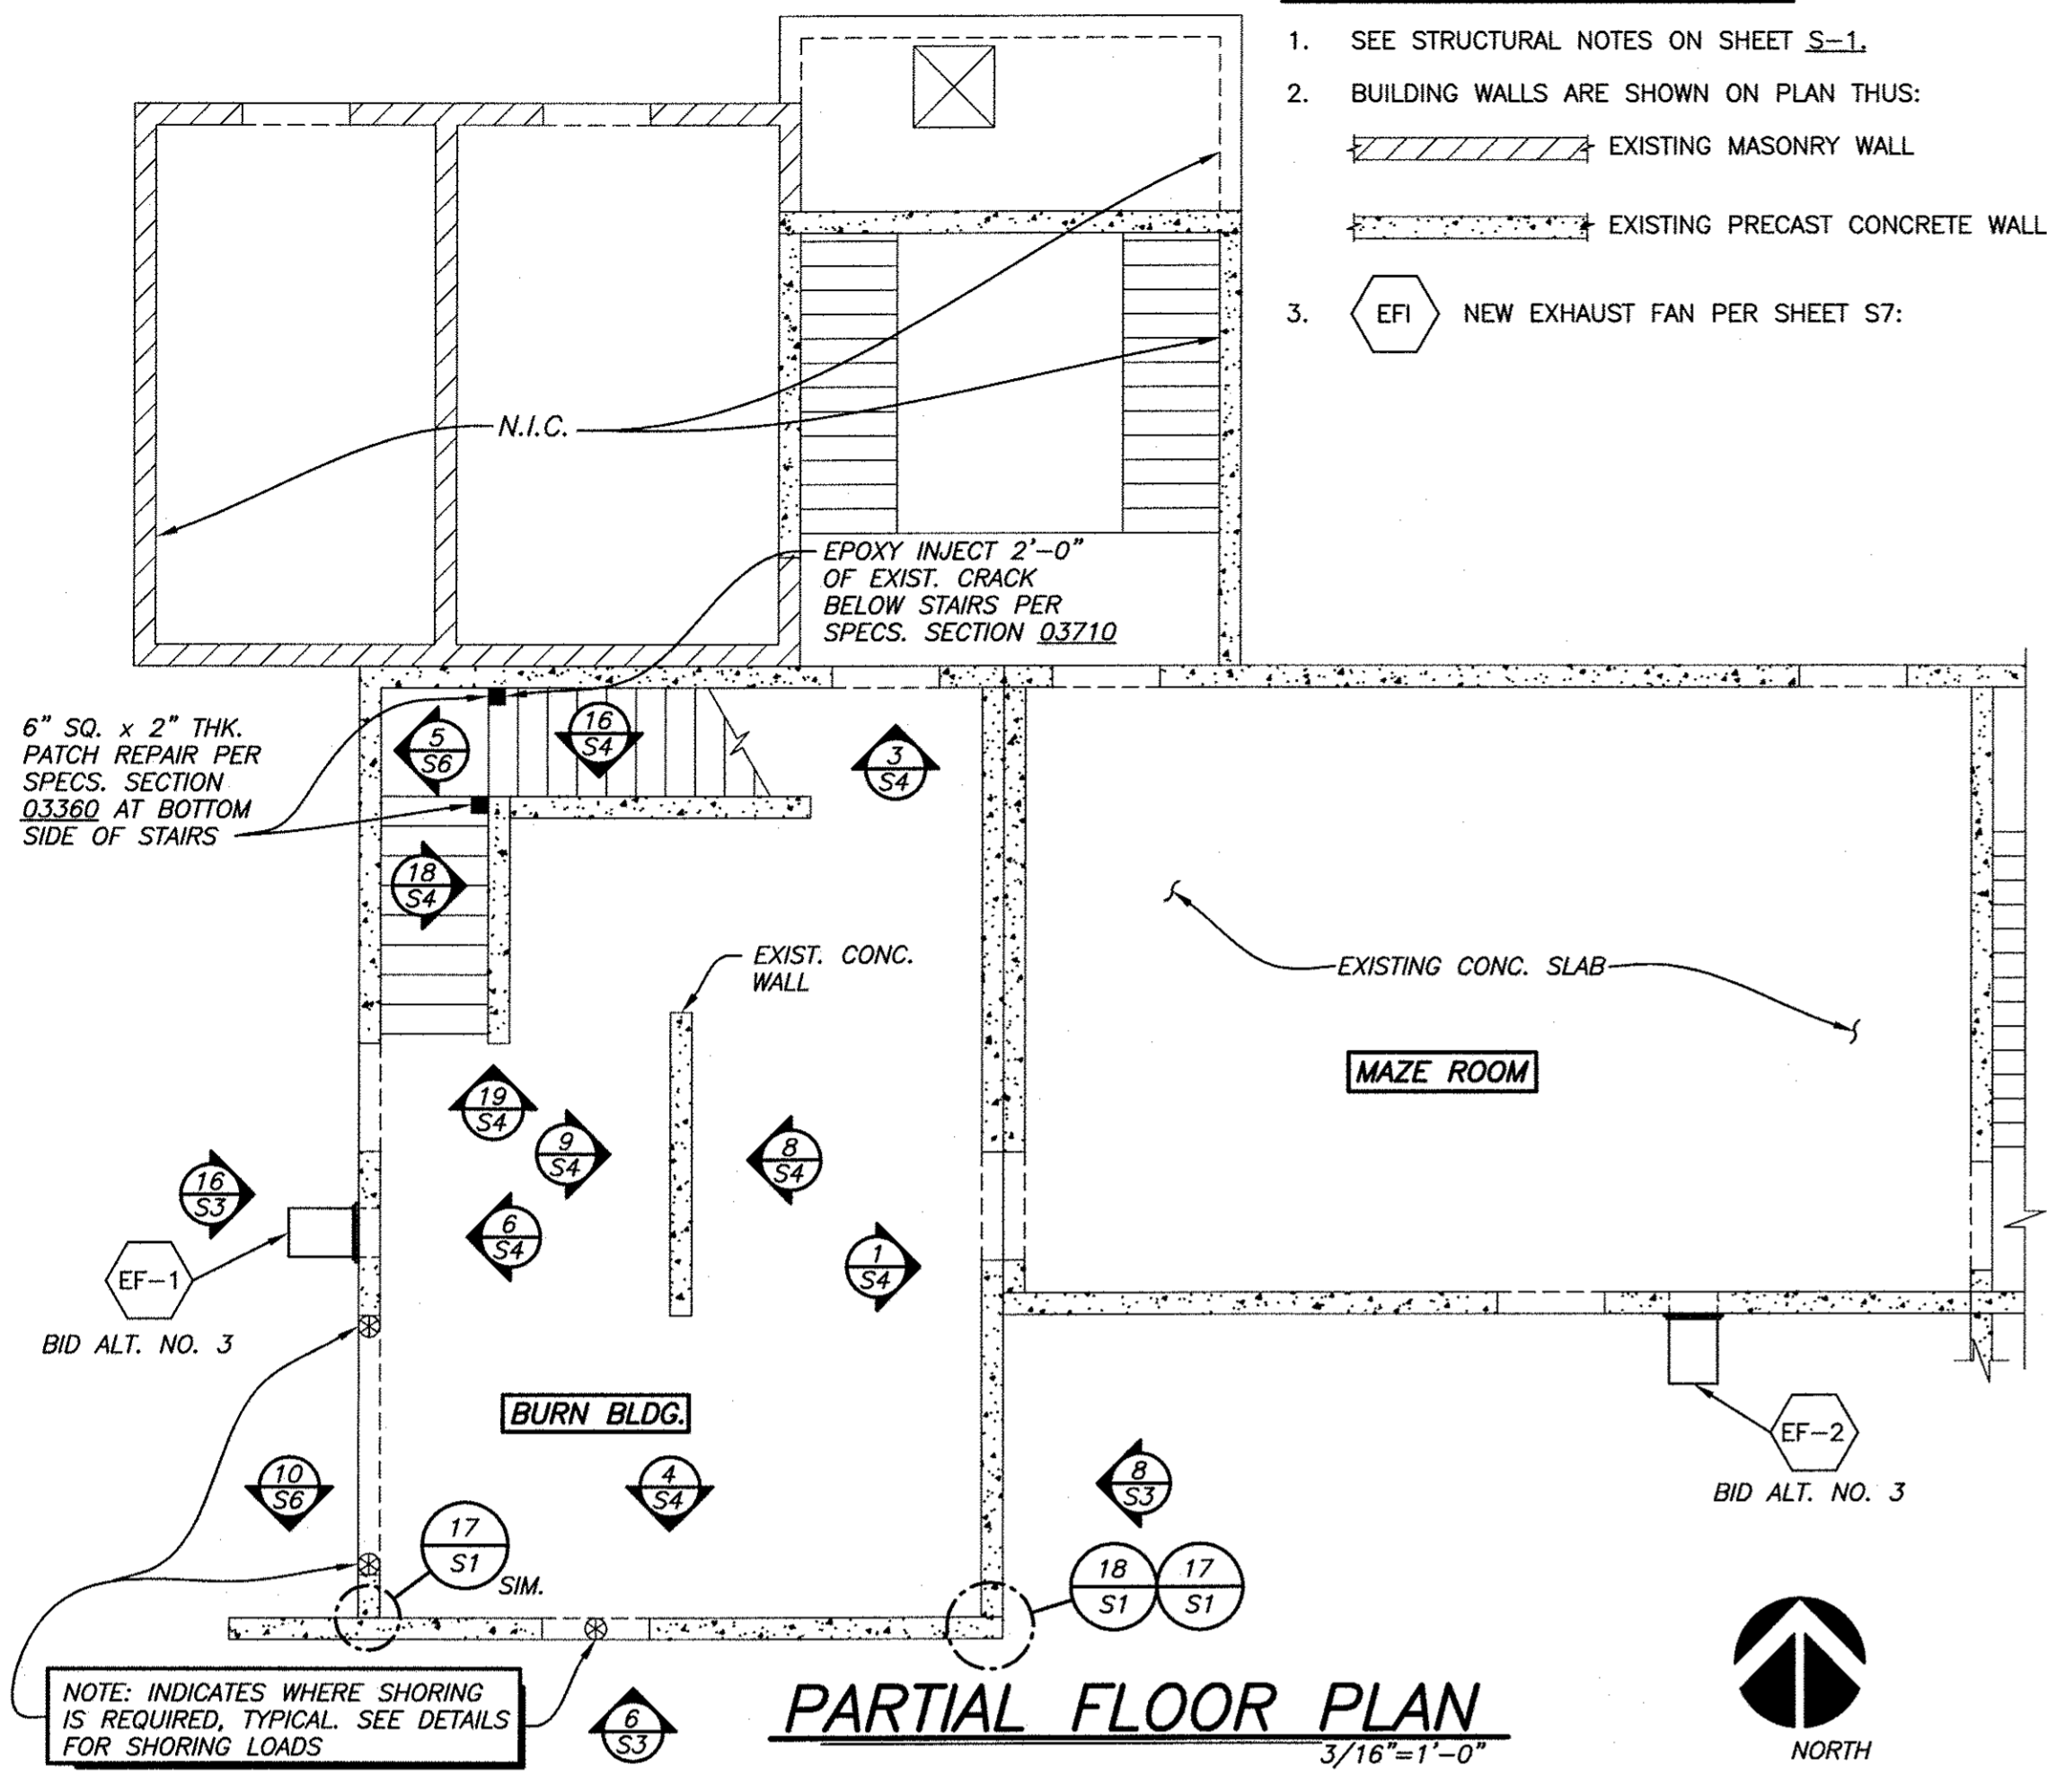 1. SEE STRUCTURAL NOTES ON SHEET S-1.
2. BUILDING WALLS ARE SHOWN ON PLAN THUS:
EXISTING MASONRY WALL
EXISTING PRECAST CONCRETE WALL
3. EF1 NEW EXHAUST FAN PER SHEET S7:
N.I.C.
EPOXY INJECT 2'-0"
OF EXIST. CRACK
BELOW STAIRS PER
SPECS. SECTION 03710
6" SQ. x 2" THK.
PATCH REPAIR PER
SPECS. SECTION
03360 AT BOTTOM
SIDE OF STAIRS
5
S6
16
S4
3
S4
18
S4
EXIST. CONC.
WALL
EXISTING CONC. SLAB
MAZE ROOM
19
S4
9
S4
8
S4
16
S3
6
S4
1
S4
EF-1
BID ALT. NO. 3
BURN BLDG.
EF-2
BID ALT. NO. 3
10
S6
4
S4
8
S3
17
S1
SIM.
18
S1
17
S1
NOTE: INDICATES WHERE SHORING
IS REQUIRED, TYPICAL. SEE DETAILS
FOR SHORING LOADS
6
S3
PARTIAL FLOOR PLAN
3/16"=1'-0"
NORTH